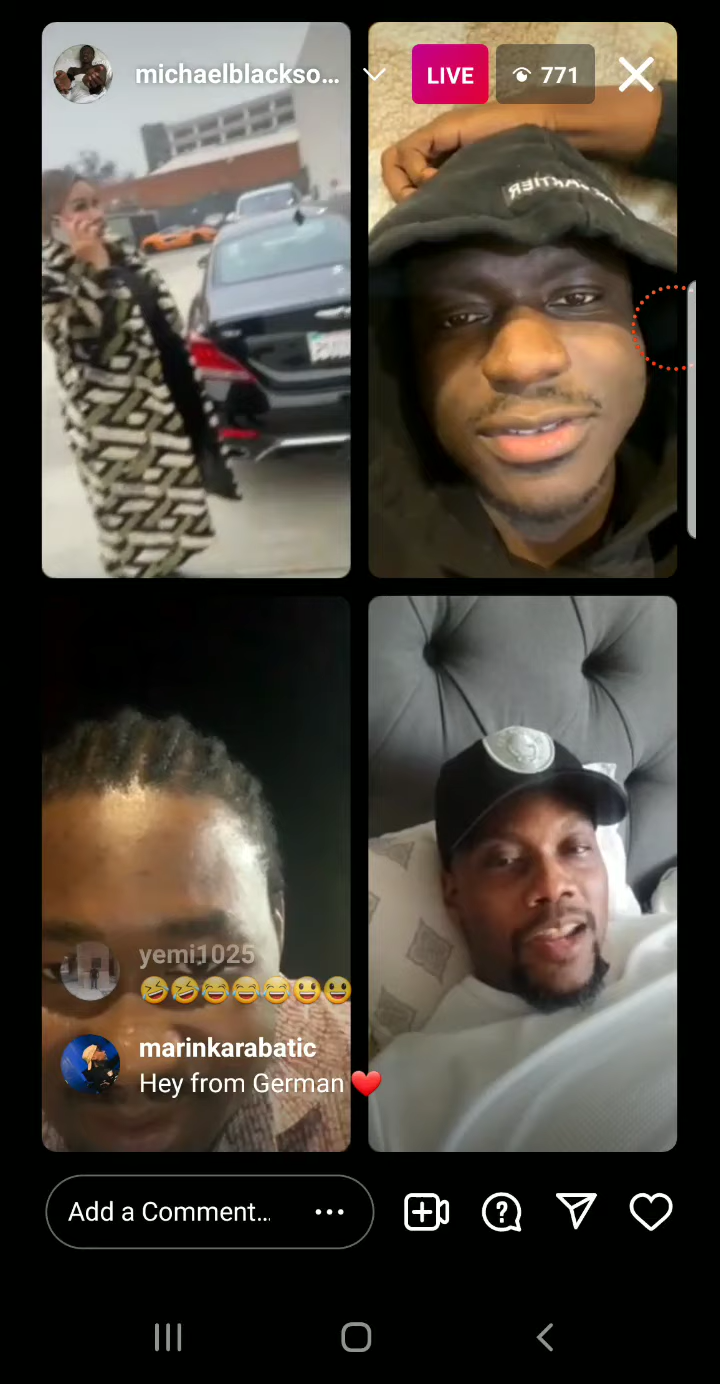 michaelblackso...
LIVE
771
yemi1025
🤣🤣😂😂😂😀😀
marinkarabatic
Hey from German ❤️
Add a Comment...